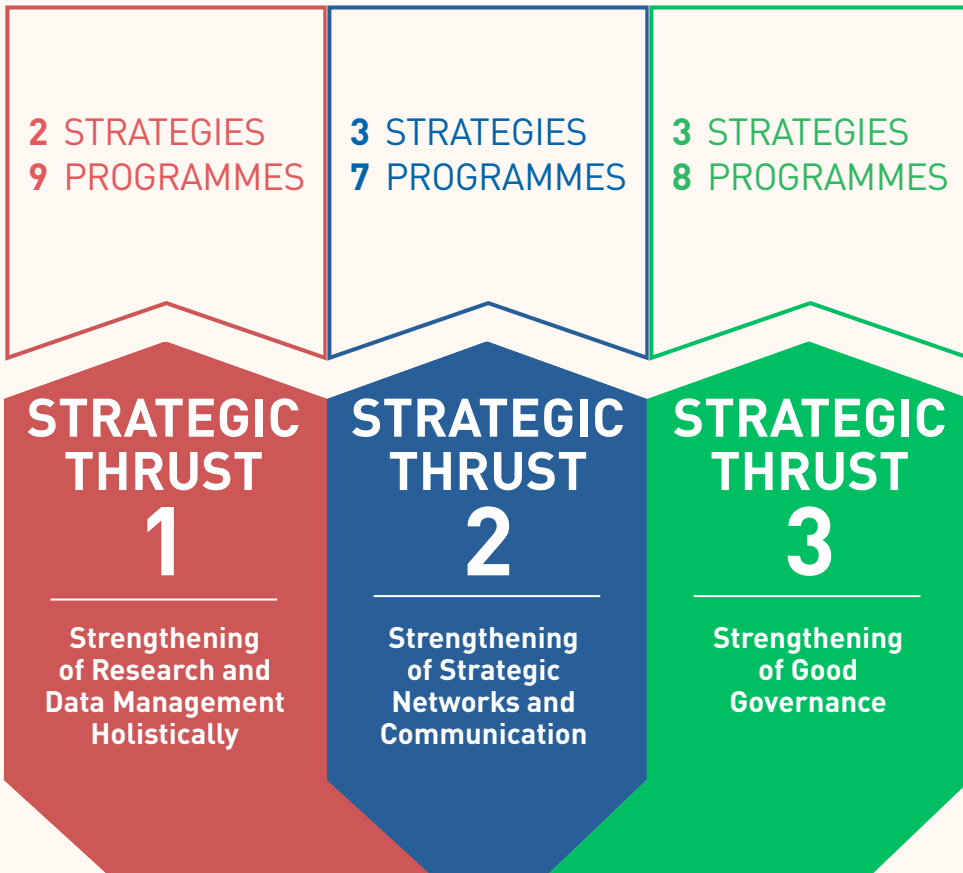 2 STRATEGIES
9 PROGRAMMES
3 STRATEGIES
7 PROGRAMMES
3 STRATEGIES
8 PROGRAMMES
STRATEGIC
THRUST
1
Strengthening
of Research and
Data Management
Holistically
STRATEGIC
THRUST
2
Strengthening
of Strategic
Networks and
Communication
STRATEGIC
THRUST
3
Strengthening
of Good
Governance